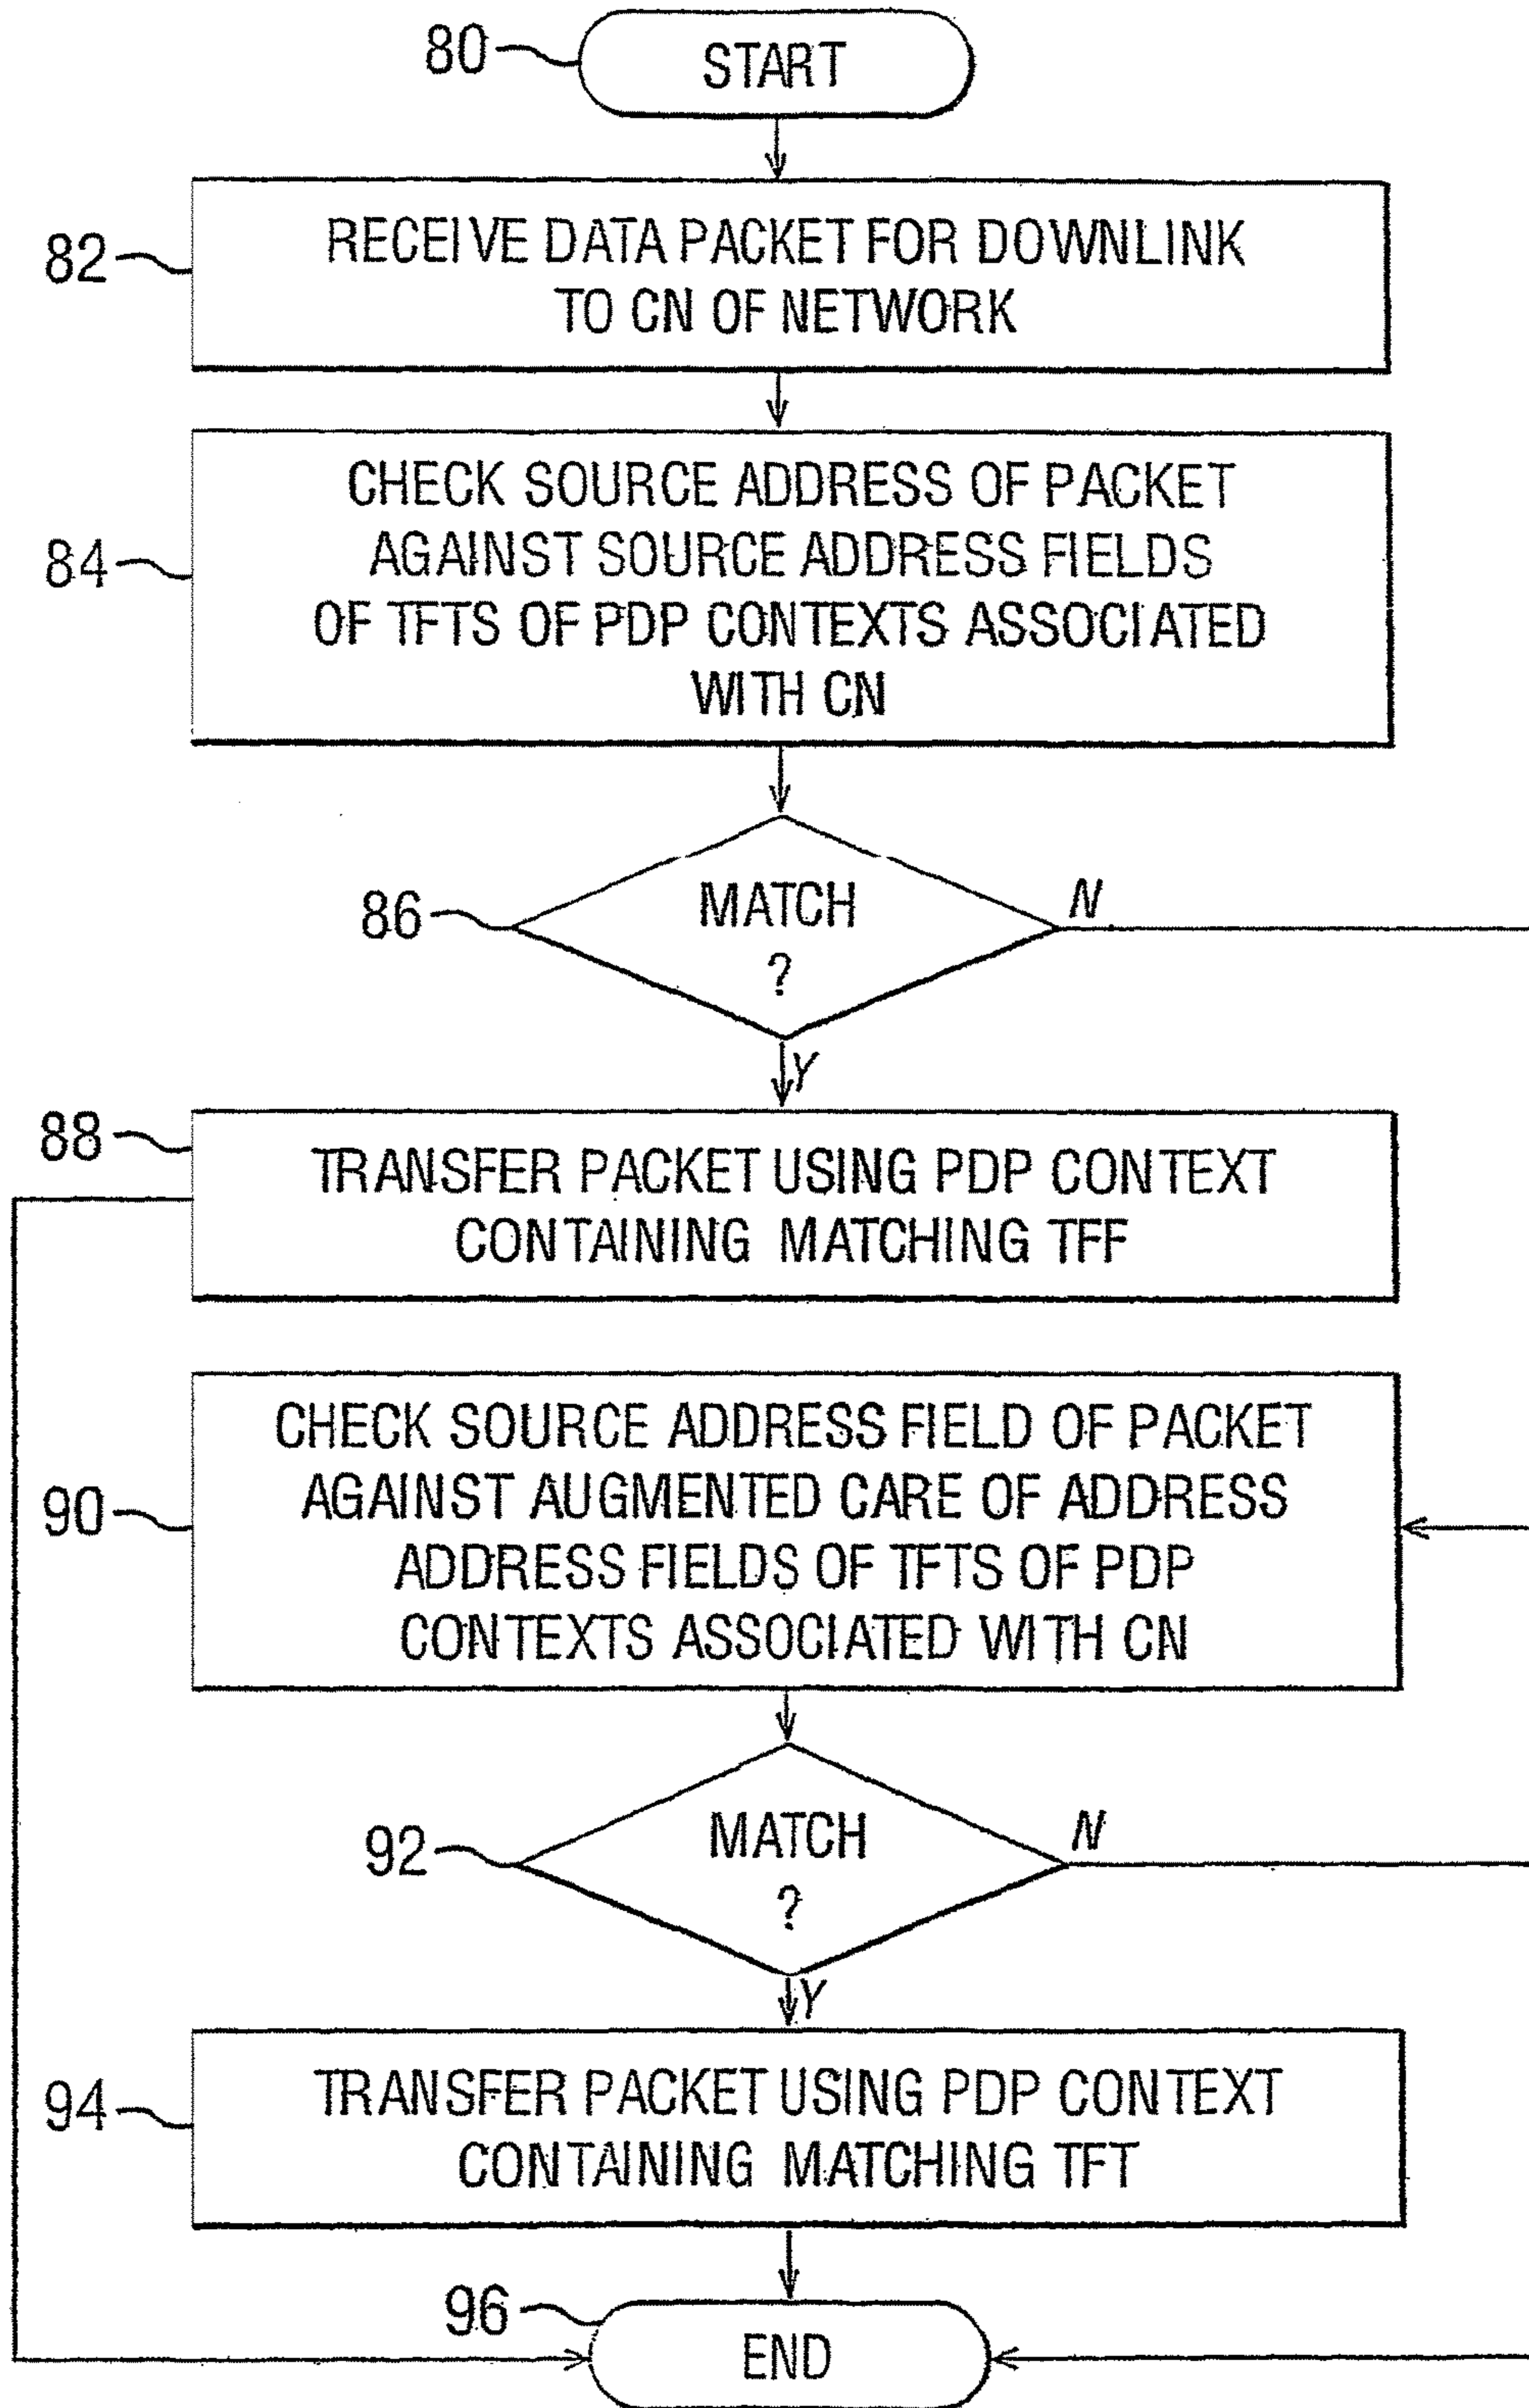 80
START
82
RECEIVE DATA PACKET FOR DOWNLINK
TO CN OF NETWORK
84
CHECK SOURCE ADDRESS OF PACKET
AGAINST SOURCE ADDRESS FIELDS
OF TFTS OF PDP CONTEXTS ASSOCIATED
WITH CN
86
MATCH
?
N
Y
88
TRANSFER PACKET USING PDP CONTEXT
CONTAINING MATCHING TFF
90
CHECK SOURCE ADDRESS FIELD OF PACKET
AGAINST AUGMENTED CARE OF ADDRESS
ADDRESS FIELDS OF TFTS OF PDP
CONTEXTS ASSOCIATED WITH CN
92
MATCH
?
N
Y
94
TRANSFER PACKET USING PDP CONTEXT
CONTAINING MATCHING TFT
96
END